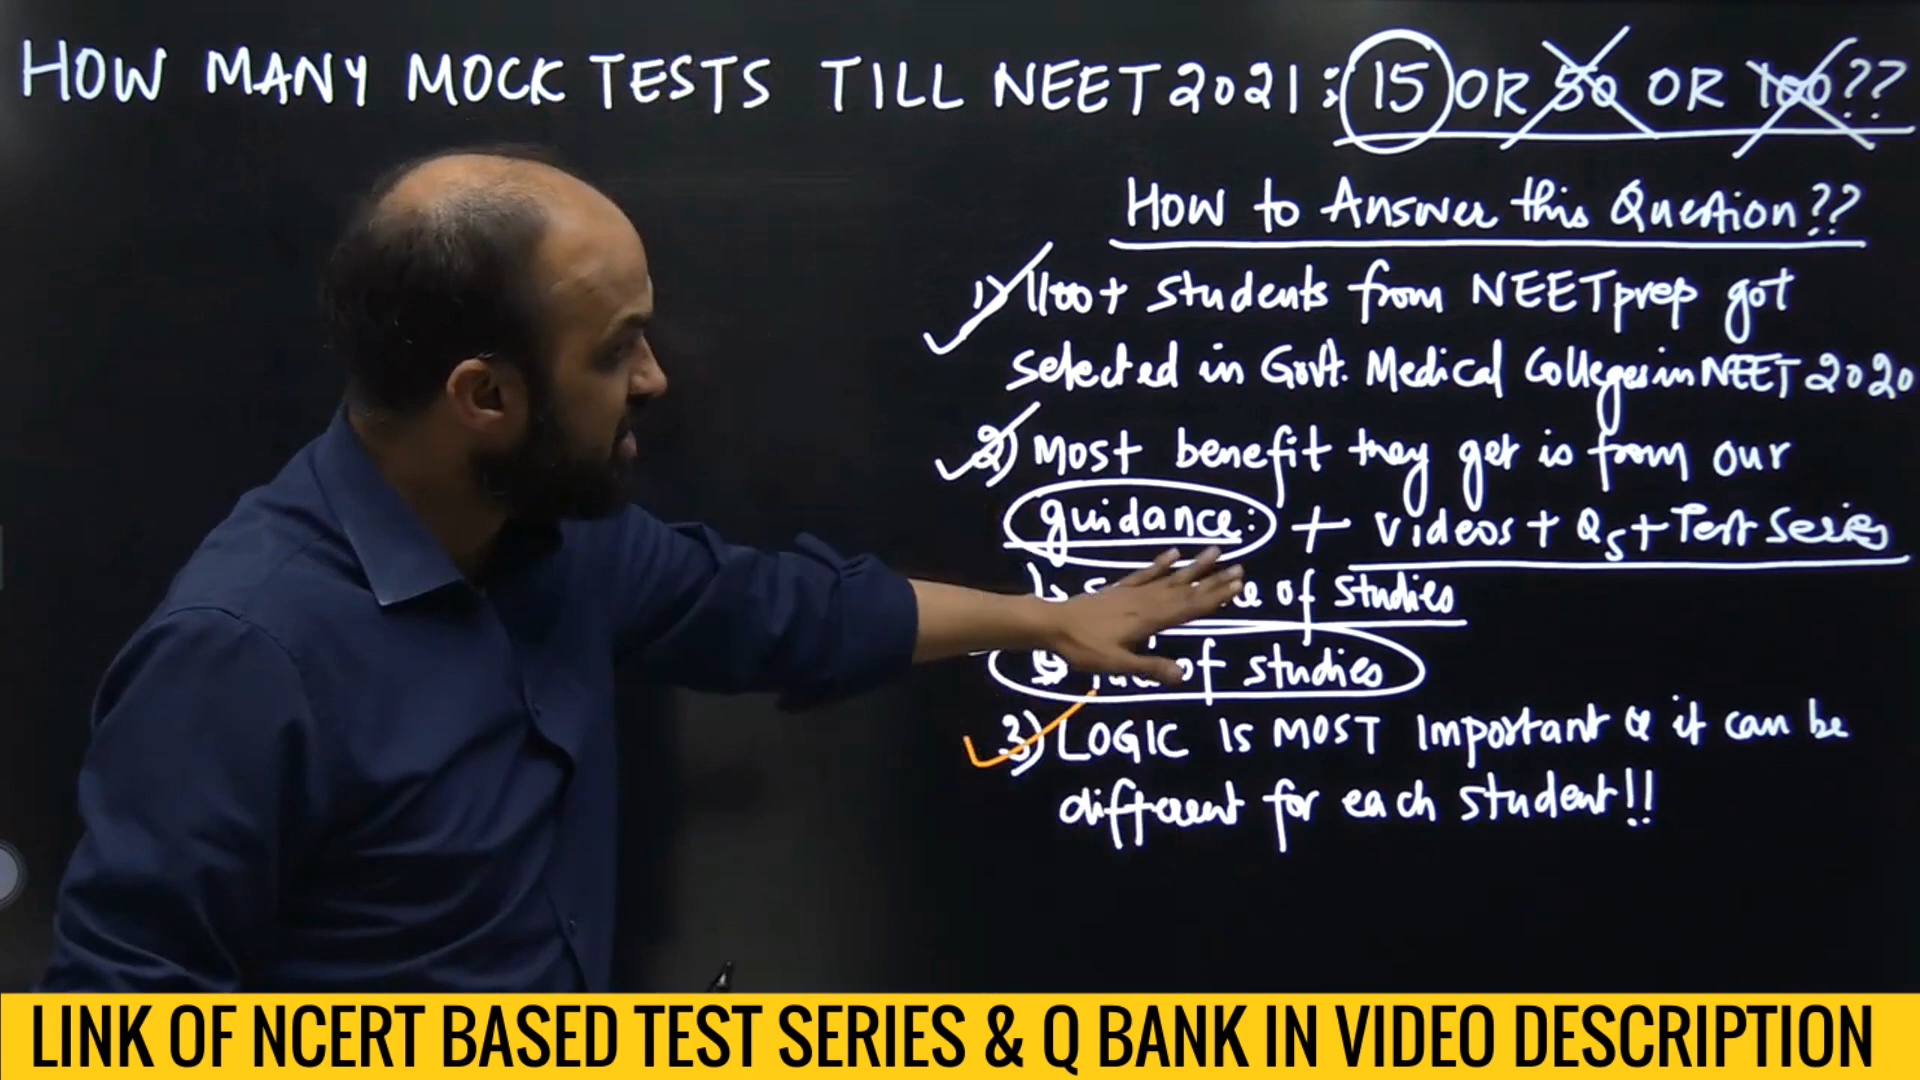 HOW MANY MOCK TESTS TILL NEET 2021: 15 OR 50 OR 100??
How to Answer this Question??
1) 1100+ students from NEETprep got
selected in Govt. Medical Colleges in NEET 2020
2) Most benefit they get is from our
guidance: + Videos + Qs + Test Series
of studies
of studies
3) LOGIC IS MOST Important & it can be
different for each student!!
LINK OF NCERT BASED TEST SERIES & Q BANK IN VIDEO DESCRIPTION